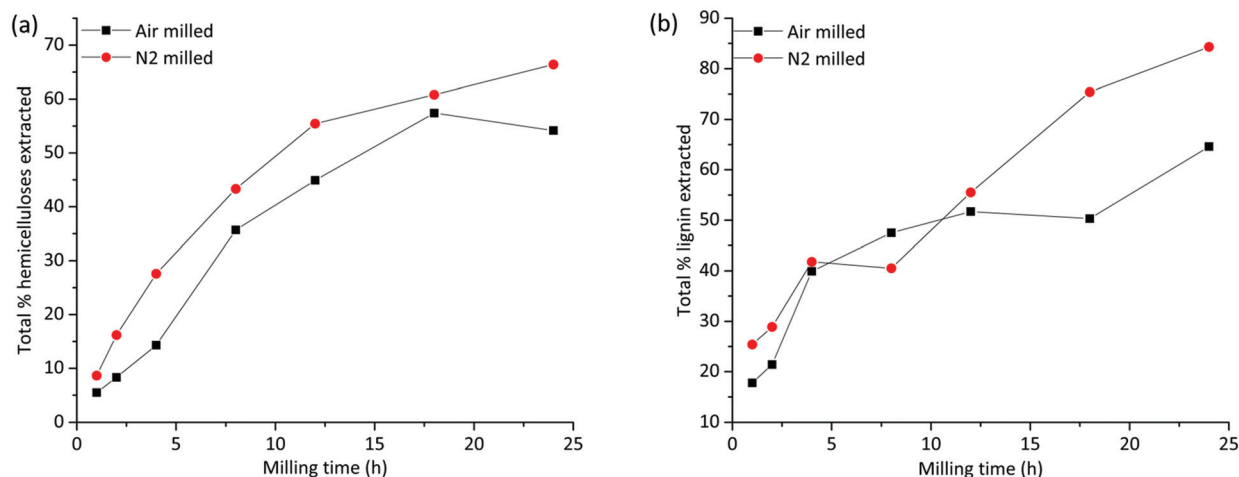 (a)
Air milled
N2 milled
Total % hemicelluloses extracted
70
60
50
40
30
20
10
0
0 5 10 15 20 25
Milling time (h)
(b)
Air milled
N2 milled
Total % lignin extracted
90
80
70
60
50
40
30
20
10
0 5 10 15 20 25
Milling time (h)